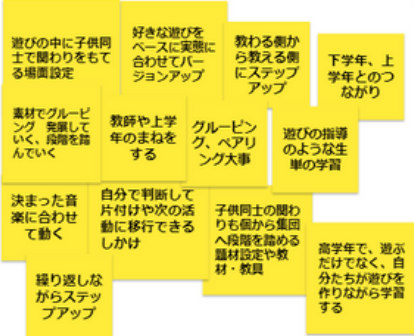 遊びの中に子供同
士で関わりをもて
る場面設定
好きな遊びを
ベースに実態に
合わせてバー
ジョンアップ
教わる側か
ら教える側
にステップ
アップ
下学年、上
学年とのつ
ながり
素材でグルーピ
ング　発展して
いく、段階を踏
んでいく
教師や上学
年のまねを
する
グルーピン
グ、ペアリ
ング大事
遊びの指導
のような生
単の学習
決まった音
楽に合わせ
て動く
自分で判断して
片付けや次の活
動に移行できる
しかけ
子供同士の関わ
りも個から集団
へ段階を踏める
題材設定や教
材・教具
高学年で、遊ぶ
だけでなく、自
分たちが遊びを
作りながら学習
する
繰り返しな
がらステッ
プアップ